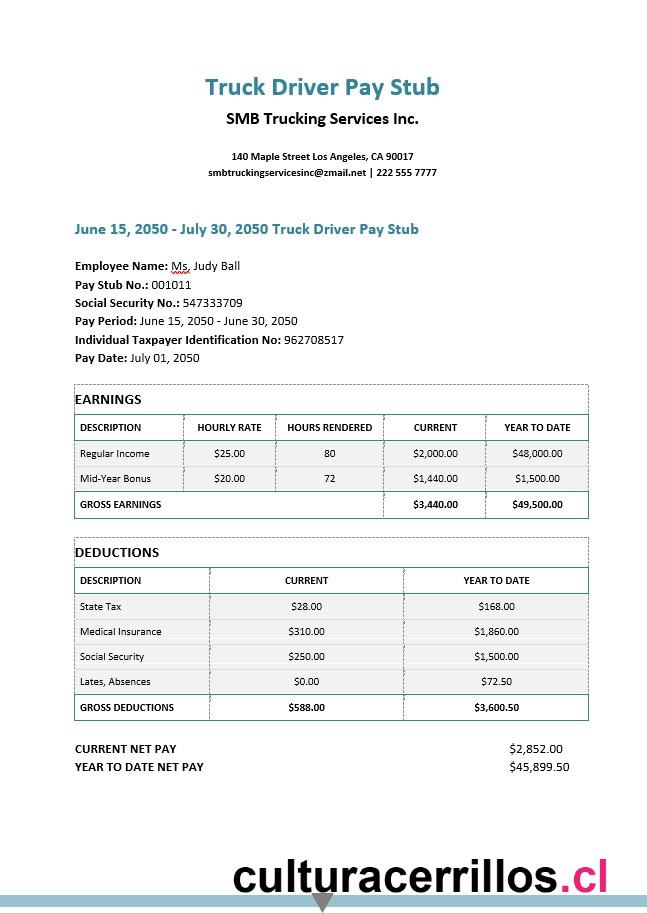 Truck Driver Pay Stub
SMB Trucking Services Inc.
140 Maple Street Los Angeles, CA 90017
smbtruckingservicesinc@zmail.net | 222 555 7777
June 15, 2050 - July 30, 2050 Truck Driver Pay Stub
Employee Name: Ms, Judy Ball
Pay Stub No.: 001011
Social Security No.: 547333709
Pay Period: June 15, 2050 - June 30, 2050
Individual Taxpayer Identification No: 962708517
Pay Date: July 01, 2050
EARNINGS
DESCRIPTION HOURLY RATE HOURS RENDERED CURRENT YEAR TO DATE
Regular Income $25.00 80 $2,000.00 $48,000.00
Mid-Year Bonus $20.00 72 $1,440.00 $1,500.00
GROSS EARNINGS $3,440.00 $49,500.00
DEDUCTIONS
DESCRIPTION CURRENT YEAR TO DATE
State Tax $28.00 $168.00
Medical Insurance $310.00 $1,860.00
Social Security $250.00 $1,500.00
Lates, Absences $0.00 $72.50
GROSS DEDUCTIONS $588.00 $3,600.50
CURRENT NET PAY $2,852.00
YEAR TO DATE NET PAY $45,899.50
culturacerrillos.cl